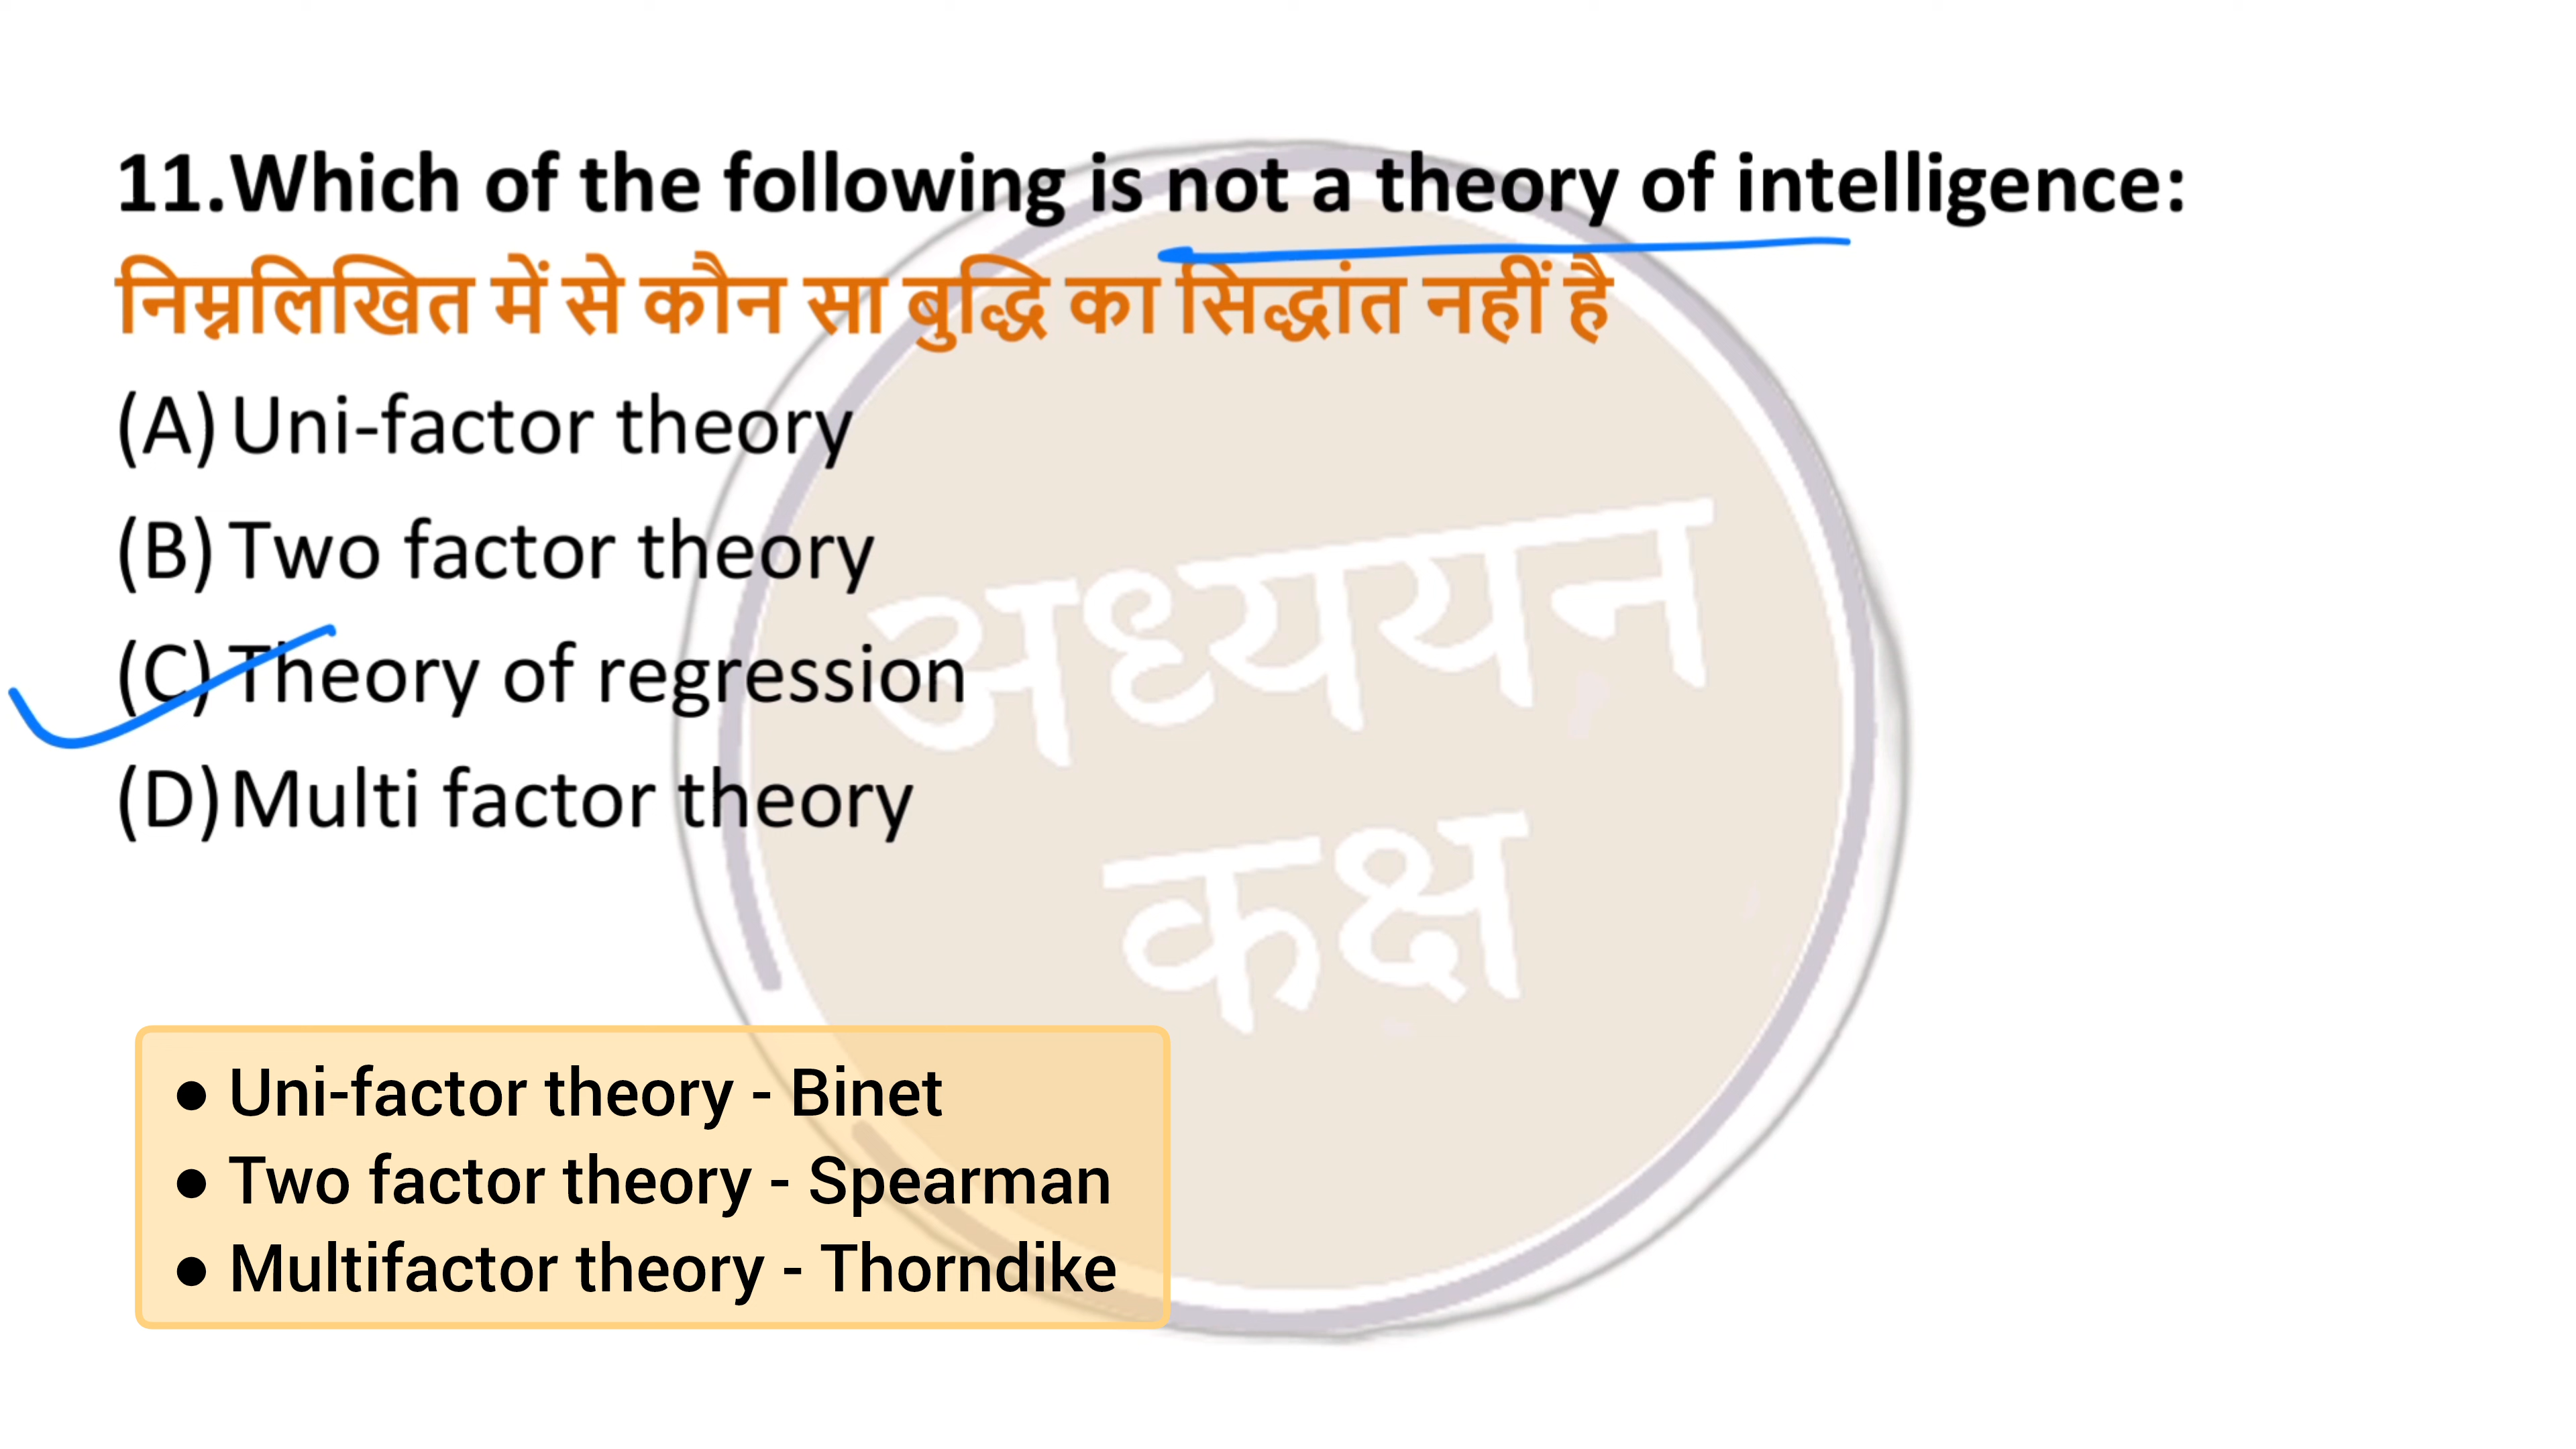 11.Which of the following is not a theory of intelligence:
निम्नलिखित में से कौन सा बुद्धि का सिद्धांत नहीं है
(A) Uni-factor theory
(B) Two factor theory
(C) Theory of regression
(D) Multi factor theory
अध्ययन
कक्ष
● Uni-factor theory - Binet
● Two factor theory - Spearman
● Multifactor theory - Thorndike